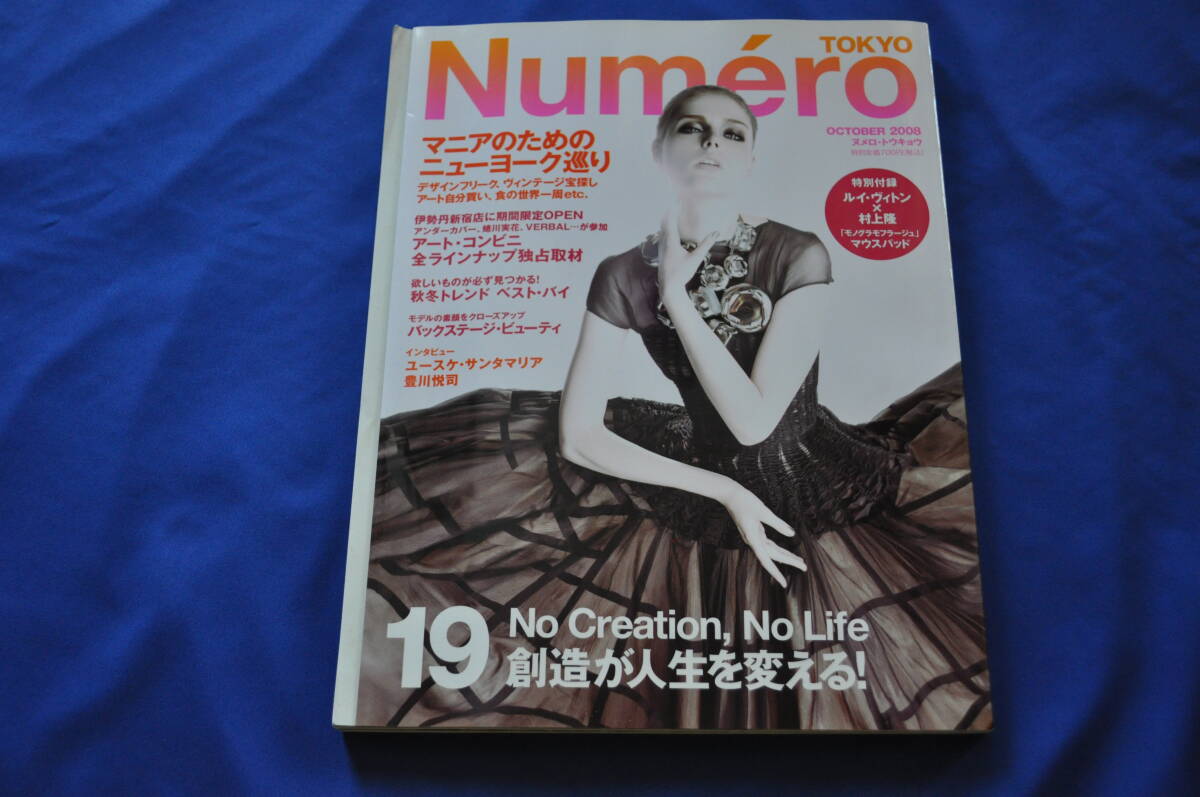 TOKYO
Numéro
OCTOBER 2008
ヌメロ・トウキョウ
特別定価700円(税込)
マニアのための
ニューヨーク巡り
デザインフリーク、ヴィンテージ宝探し
アート自分買い、食の世界一周etc.
伊勢丹新宿店に期間限定OPEN
アンダーカバー、蜷川実花、VERBAL…が参加
アート・コンビニ
全ラインナップ独占取材
欲しいものが必ず見つかる!
秋冬トレンド ベスト・バイ
モデルの素顔をクローズアップ
バックステージ・ビューティ
インタビュー
ユースケ・サンタマリア
豊川悦司
特別付録
ルイ・ヴィトン
×
村上隆
「モノグラモフラージュ」
マウスパッド
19
No Creation, No Life
創造が人生を変える!